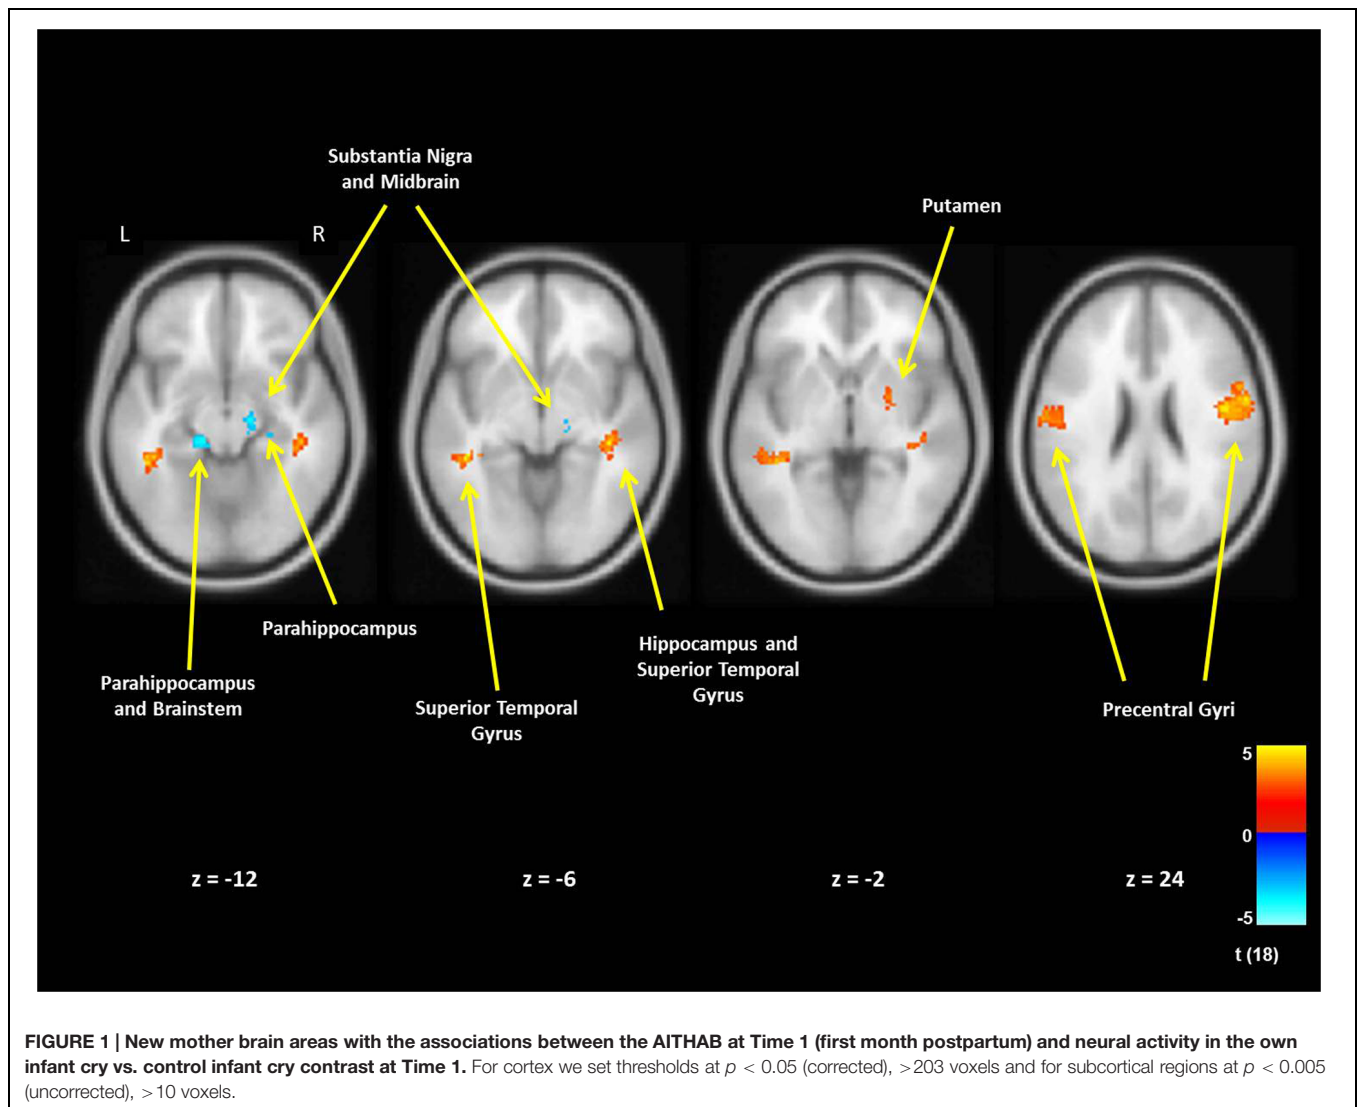 Substantia Nigra
and Midbrain
Putamen
L
R
Parahippocampus
Hippocampus and
Superior Temporal
Gyrus
Parahippocampus
and Brainstem
Superior Temporal
Gyrus
Precentral Gyri
5
0
-5
t (18)
z = -12
z = -6
z = -2
z = 24
FIGURE 1 | New mother brain areas with the associations between the AITHAB at Time 1 (first month postpartum) and neural activity in the own
infant cry vs. control infant cry contrast at Time 1. For cortex we set thresholds at p < 0.05 (corrected), >203 voxels and for subcortical regions at p < 0.005
(uncorrected), >10 voxels.